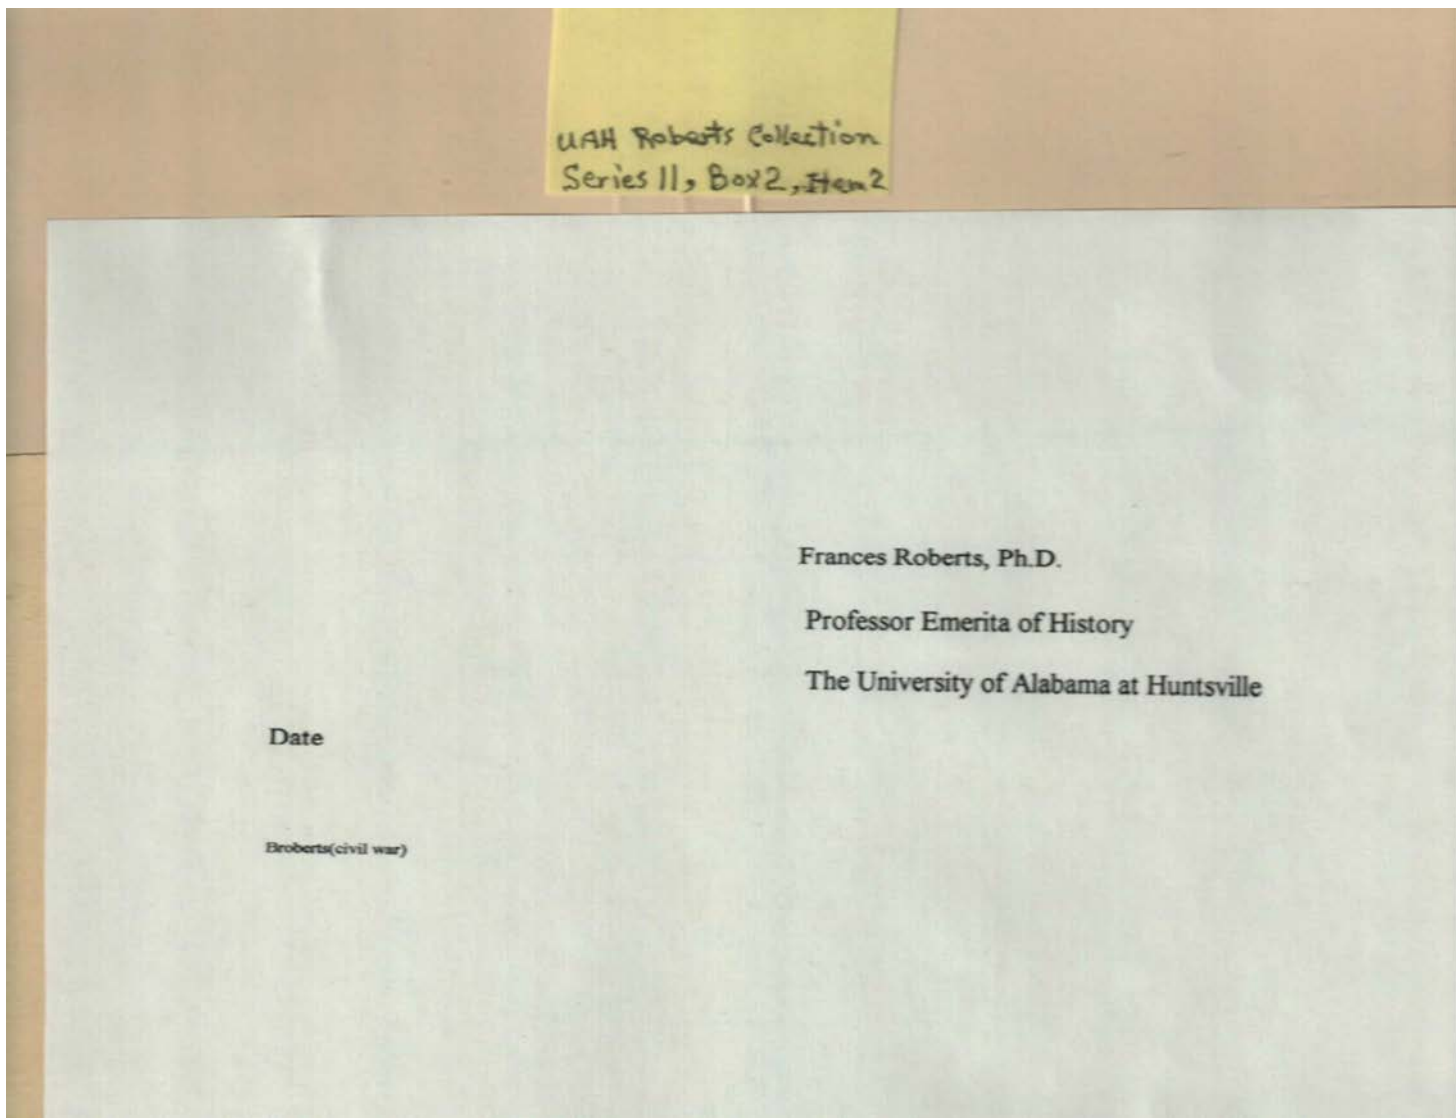 UAH Roberts Collection
Series 11, Box 2, Item 2
Frances Roberts, Ph.D.
Professor Emerita of History
The University of Alabama at Huntsville
Date
Broberts(civil war)